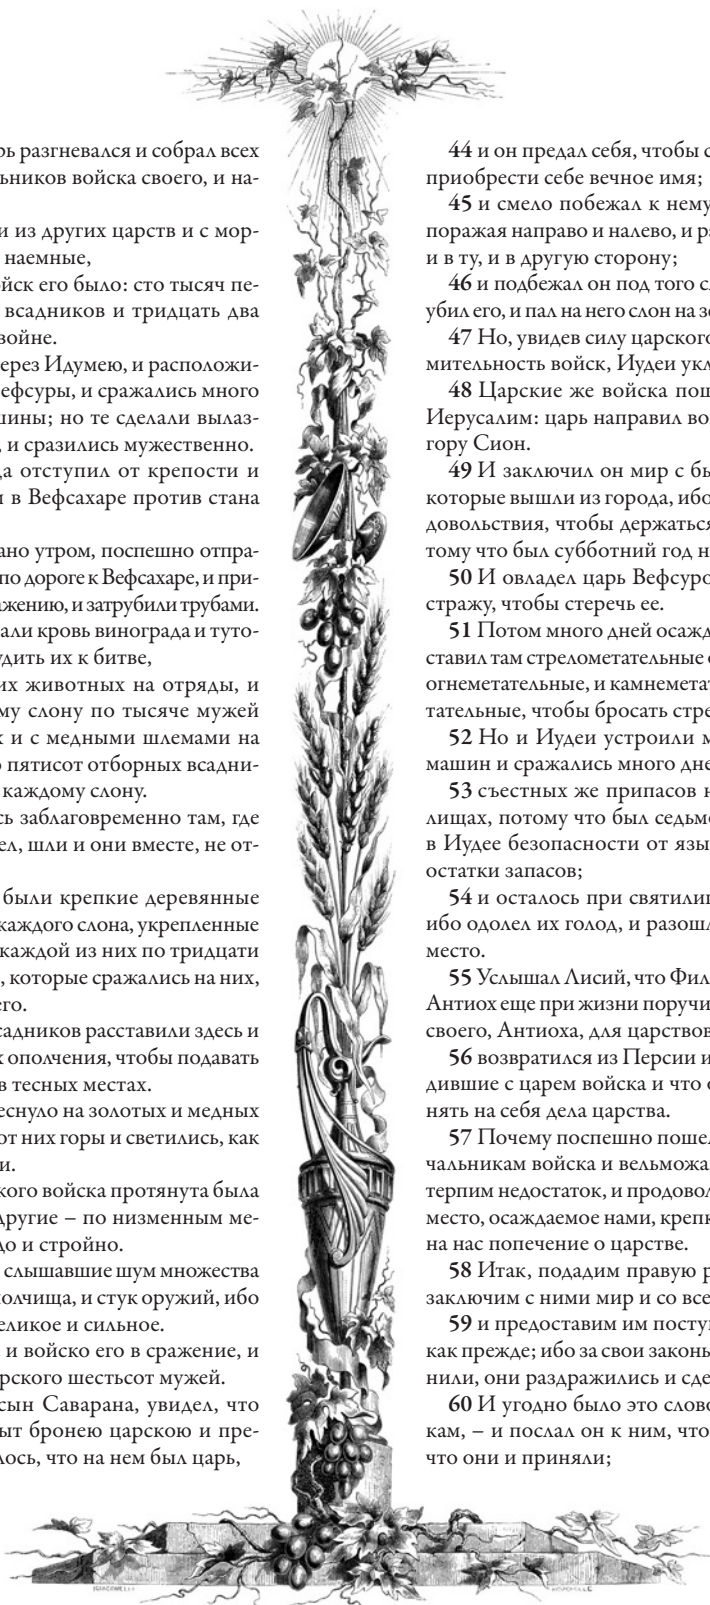 рь разгневался и собрал всех
льников войска своего, и на-
и из других царств и с мор-
наемные,
йск его было: сто тысяч пе-
всадников и тридцать два
войне.
ерез Идумею, и расположи-
ефсуры, и сражались много
шины; но те сделали вылаз-
, и сразились мужественно.
да отступил от крепости и
и в Вефсахаре против стана
ано утром, поспешно отпра-
по дороге к Вефсахаре, и при-
ажению, и затрубили трубами.
али кровь винограда и туто-
удить их к битве,
их животных на отряды, и
му слону по тысяче мужей
х и с медными шлемами на
о пятисот отборных всадни-
каждому слону.
сь заблаговременно там, где
ел, шли и они вместе, не от-
были крепкие деревянные
каждого слона, укрепленные
каждой из них по тридцати
, которые сражались на них,
его.
садников расставили здесь и
х ополчения, чтобы подавать
в тесных местах.
еснуло на золотых и медных
от них горы и светились, как
и.
кого войска протянута была
другие – по низменным ме-
до и стройно.
слышавшие шум множества
олчища, и стук оружий, ибо
еликое и сильное.
и войско его в сражение, и
рского шестьсот мужей.
сын Саварана, увидел, что
ыт бронею царскою и пре-
лось, что на нем был царь,
44 и он предал себя, чтобы с
приобрести себе вечное имя;
45 и смело побежал к нему
поражая направо и налево, и ра
и в ту, и в другую сторону;
46 и подбежал он под того сл
убил его, и пал на него слон на зе
47 Но, увидев силу царского
мительность войск, Иудеи укл
48 Царские же войска пош
Иерусалим: царь направил во
гору Сион.
49 И заключил он мир с бы
которые вышли из города, ибо
довольствия, чтобы держаться
тому что был субботний год н
50 И овладел царь Вефсуро
стражу, чтобы стеречь ее.
51 Потом много дней осажд
ставил там стрелометательные о
огнеметательные, и камнеметат
тательные, чтобы бросать стре
52 Но и Иудеи устроили м
машин и сражались много дне
53 съестных же припасов н
лищах, потому что был седьмо
в Иудее безопасности от язы
остатки запасов;
54 и осталось при святилищ
ибо одолел их голод, и разошл
место.
55 Услышал Лисий, что Фил
Антиох еще при жизни поручи
своего, Антиоха, для царствов
56 возвратился из Персии и
дившие с царем войска и что о
нять на себя дела царства.
57 Почему поспешно пошел
чальникам войска и вельможа
терпим недостаток, и продовол
место, осаждаемое нами, крепк
на нас попечение о царстве.
58 Итак, подадим правую р
заключим с ними мир и со все
59 и предоставим им поступ
как прежде; ибо за свои законы
нили, они раздражились и сде
60 И угодно было это слово
кам, – и послал он к ним, что
что они и приняли;